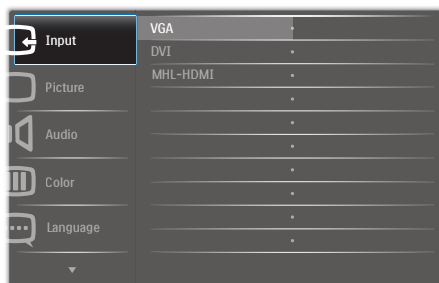 Input
Picture
Audio
Color
Language
VGA
DVI
MHL-HDMI